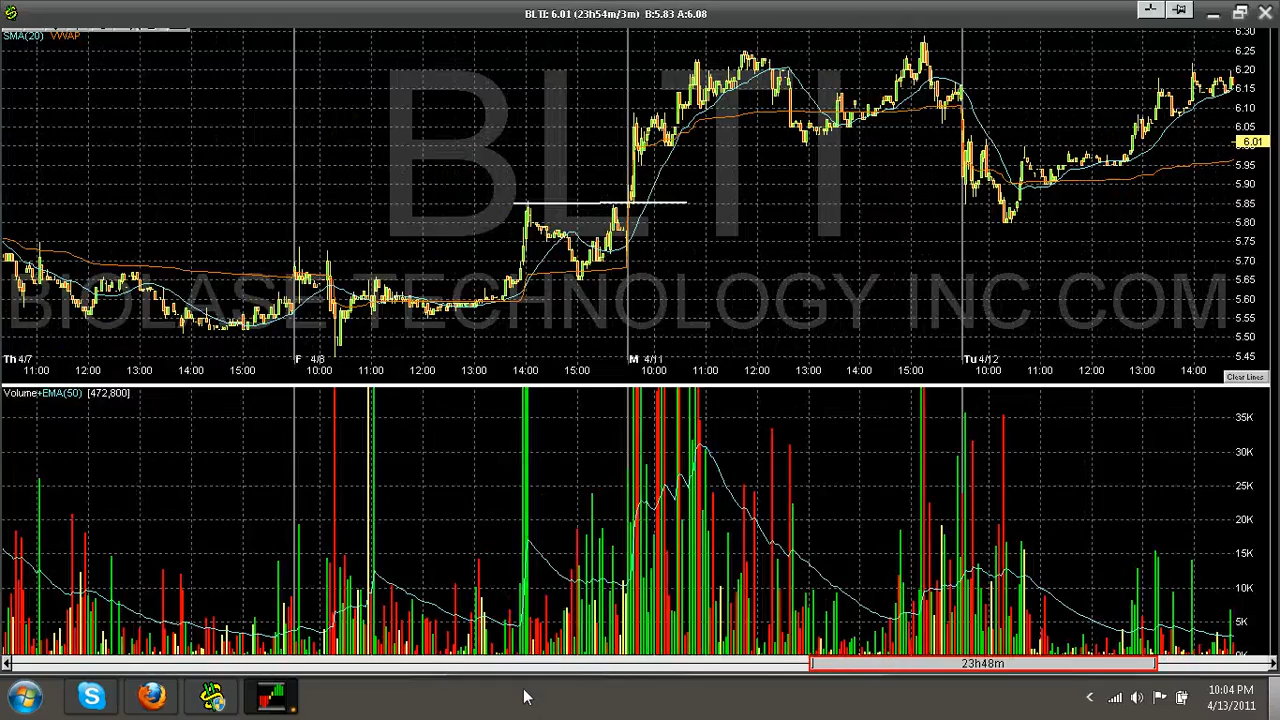 BLTI: 6.01 (23h54m/3m) B:5.83 A:6.08
SMA(20) VWAP
BLTI
BIOLASE TECHNOLOGY INC COM
6.30
6.25
6.20
6.15
6.10
6.05
6.01
5.95
5.90
5.85
5.80
5.75
5.70
5.65
5.60
5.55
5.50
5.45
Th 4/7 F 4/8 M 4/11 Tu 4/12
11:00 12:00 13:00 14:00 15:00 10:00 11:00 12:00 13:00 14:00 15:00 10:00 11:00 12:00 13:00 14:00 15:00 10:00 11:00 12:00 13:00 14:00
Clear Lines
Volume+EMA(50) [472,800]
35K
30K
25K
20K
15K
10K
5K
0K
23h48m
10:04 PM
4/13/2011